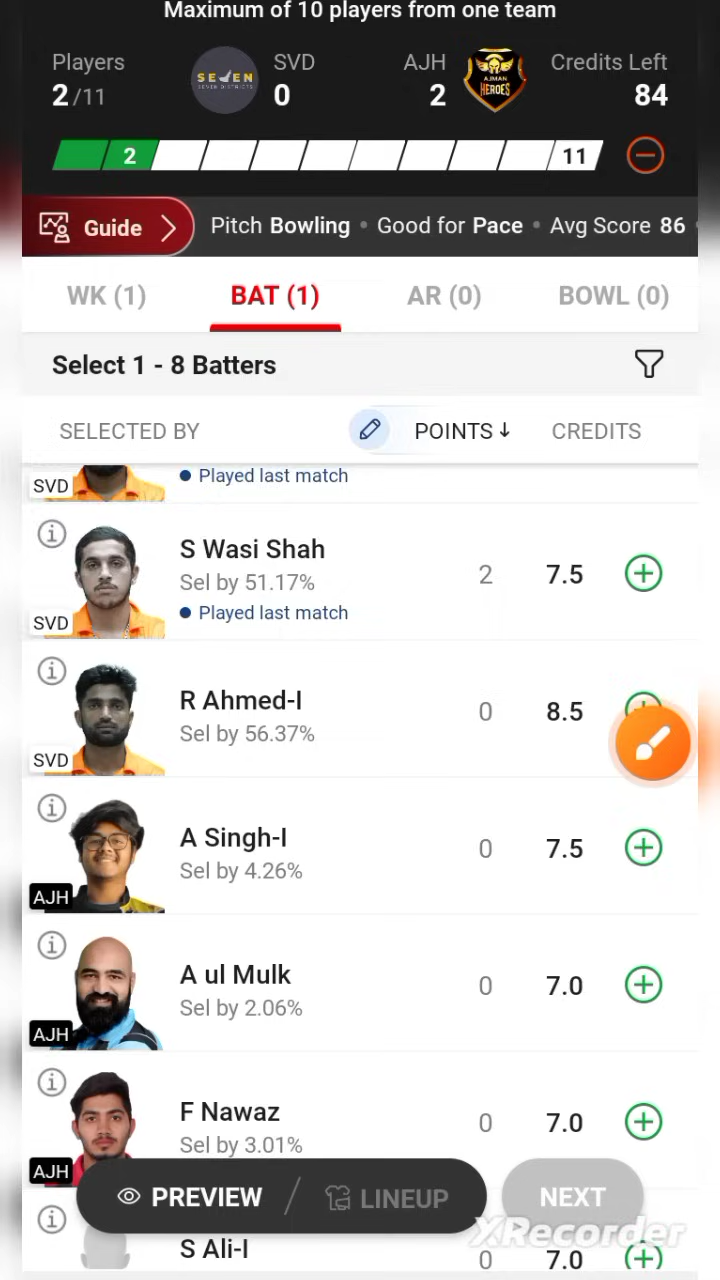 Maximum of 10 players from one team
Players SVD AJH Credits Left
2/11 SEVEN SEVEN DISTRICTS 0 2 AJMAN HEROES 84
2 11
Guide Pitch Bowling • Good for Pace • Avg Score 86
WK (1) BAT (1) AR (0) BOWL (0)
Select 1 - 8 Batters
SELECTED BY POINTS ↓ CREDITS
SVD Played last match
S Wasi Shah
Sel by 51.17% 2 7.5
SVD Played last match
R Ahmed-I
Sel by 56.37% 0 8.5
SVD
A Singh-I
Sel by 4.26% 0 7.5
AJH
A ul Mulk
Sel by 2.06% 0 7.0
AJH
F Nawaz
Sel by 3.01% 0 7.0
AJH
PREVIEW / LINEUP NEXT
XRecorder
S Ali-I 0 7.0